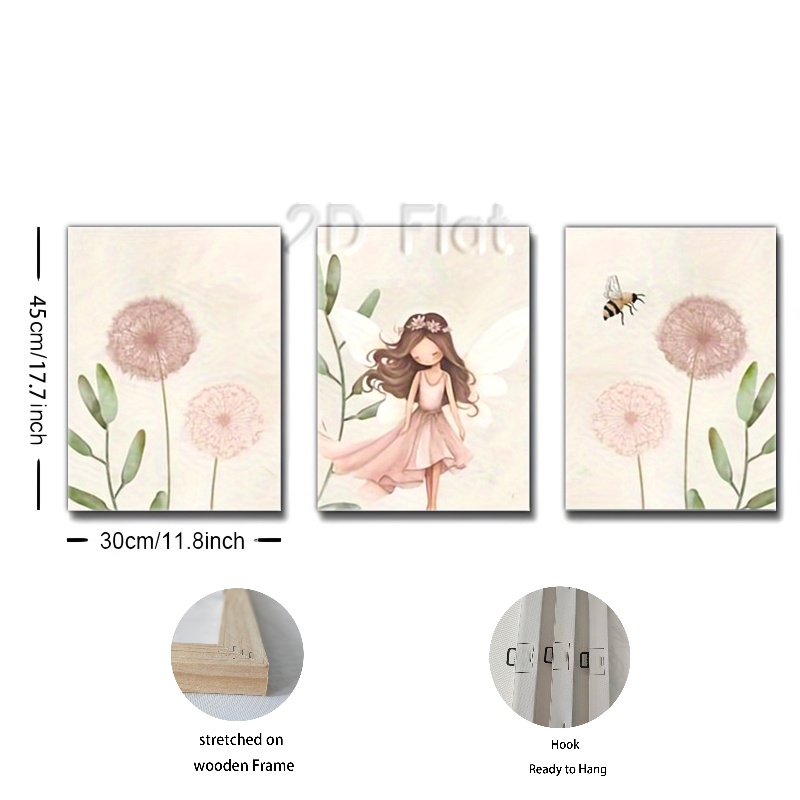 2D Flat
45cm/17.7inch
30cm/11.8inch
stretched on
wooden Frame
Hook
Ready to Hang